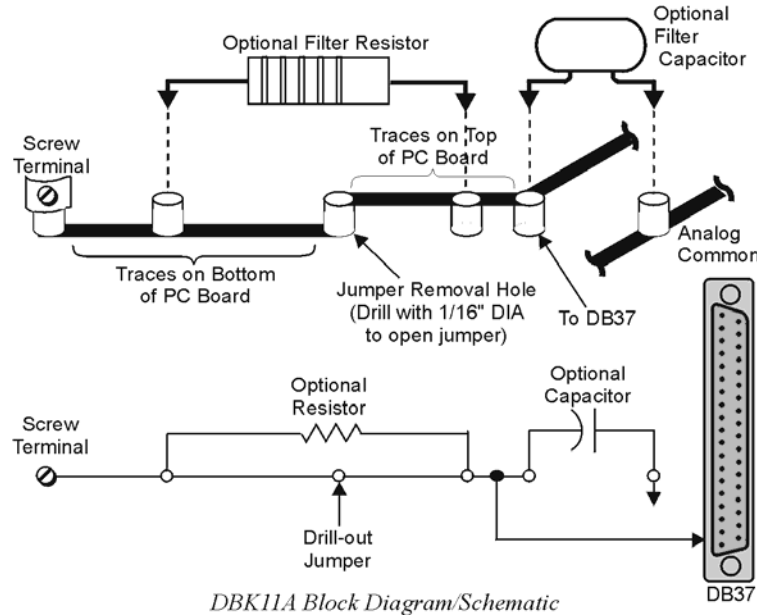 Optional Filter Resistor
Optional
Filter
Capacitor
Screw
Terminal
Traces on Top
of PC Board
Traces on Bottom
of PC Board
Jumper Removal Hole
(Drill with 1/16" DIA
to open jumper)
To DB37
Analog
Common
Screw
Terminal
Optional
Resistor
Optional
Capacitor
Drill-out
Jumper
DB37
DBK11A Block Diagram/Schematic